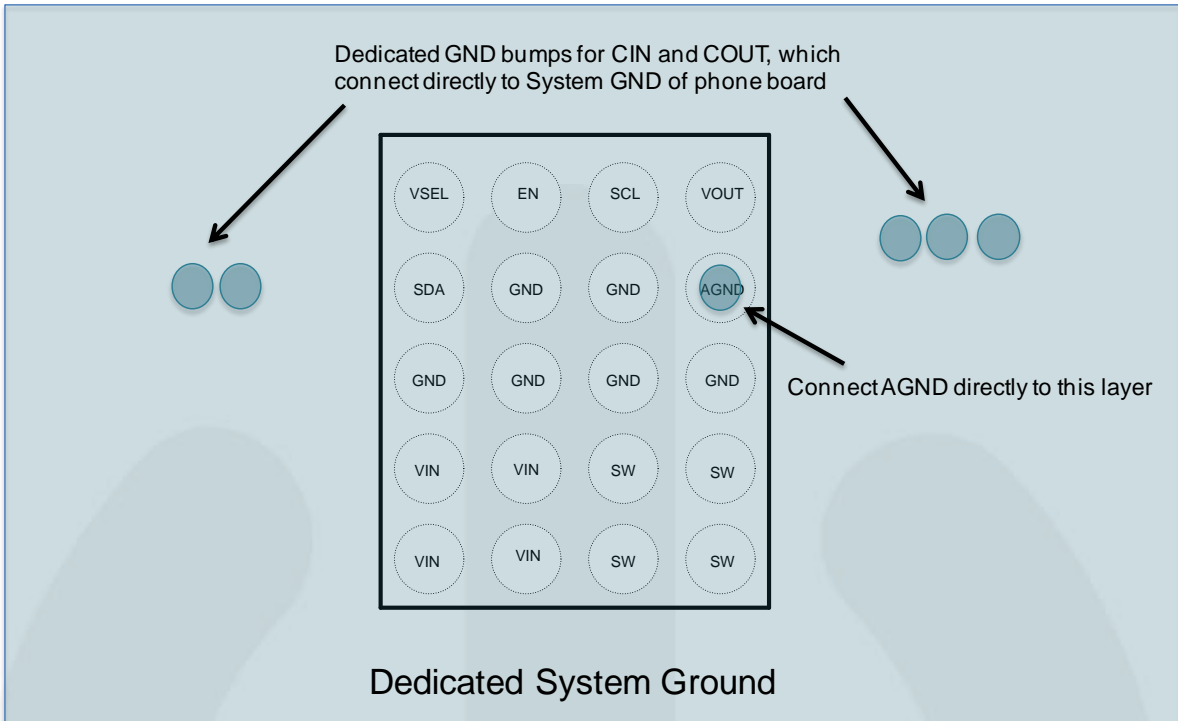 Dedicated GND bumps for CIN and COUT, which
connect directly to System GND of phone board
VSEL EN SCL VOUT
SDA GND GND AGND
GND GND GND GND
Connect AGND directly to this layer
VIN VIN SW SW
VIN VIN SW SW
Dedicated System Ground